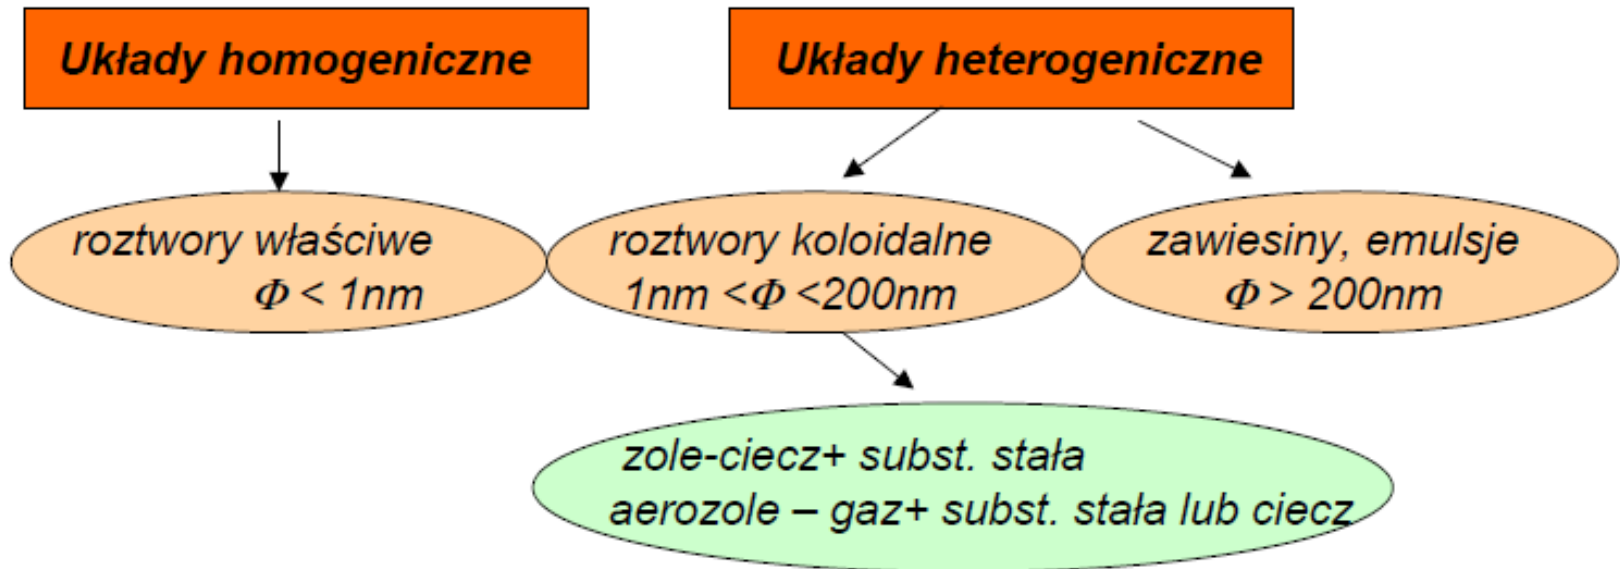 Układy homogeniczne
Układy heterogeniczne
roztwory właściwe
Φ < 1nm
roztwory koloidalne
1nm <Φ <200nm
zawiesiny, emulsje
Φ > 200nm
zole-ciecz+ subst. stała
aerozole – gaz+ subst. stała lub ciecz